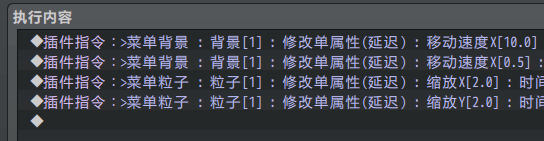 执行内容
◆插件指令：>菜单背景 : 背景[1] : 修改单属性(延迟) : 移动速度X[10.0]
◆插件指令：>菜单背景 : 背景[1] : 修改单属性(延迟) : 移动速度X[0.5] :
◆插件指令：>菜单粒子 : 粒子[1] : 修改单属性(延迟) : 缩放X[2.0] : 时间
◆插件指令：>菜单粒子 : 粒子[1] : 修改单属性(延迟) : 缩放Y[2.0] : 时间
◆